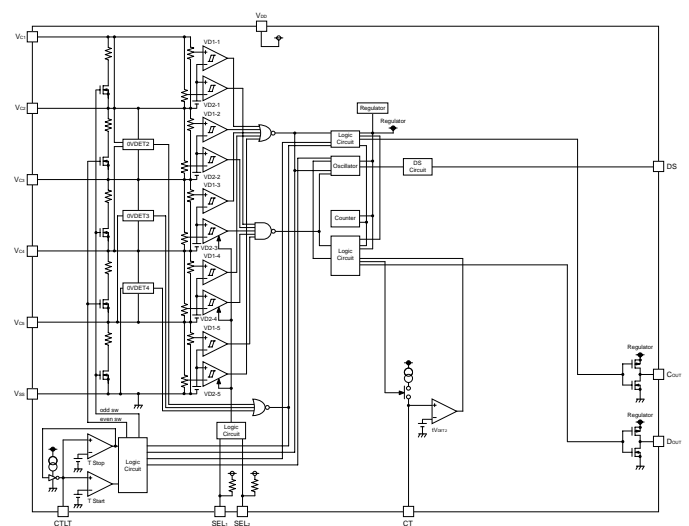 VDD
VC1
VD1-1
VD2-1
Regulator
Regulator
VC2
VD1-2
Logic Circuit
0VDET2
Oscillator
DS Circuit
DS
VD2-2
VC3
VD1-3
0VDET3
Counter
VD2-3
Logic Circuit
VC4
VD1-4
0VDET4
VD2-4
VC5
VD1-5
Regulator
COUT
VD2-5
VSS
odd sw
Logic Circuit
even sw
Regulator
DOUT
T Stop
Logic Circuit
T Start
CTLT
SEL1
SEL2
CT